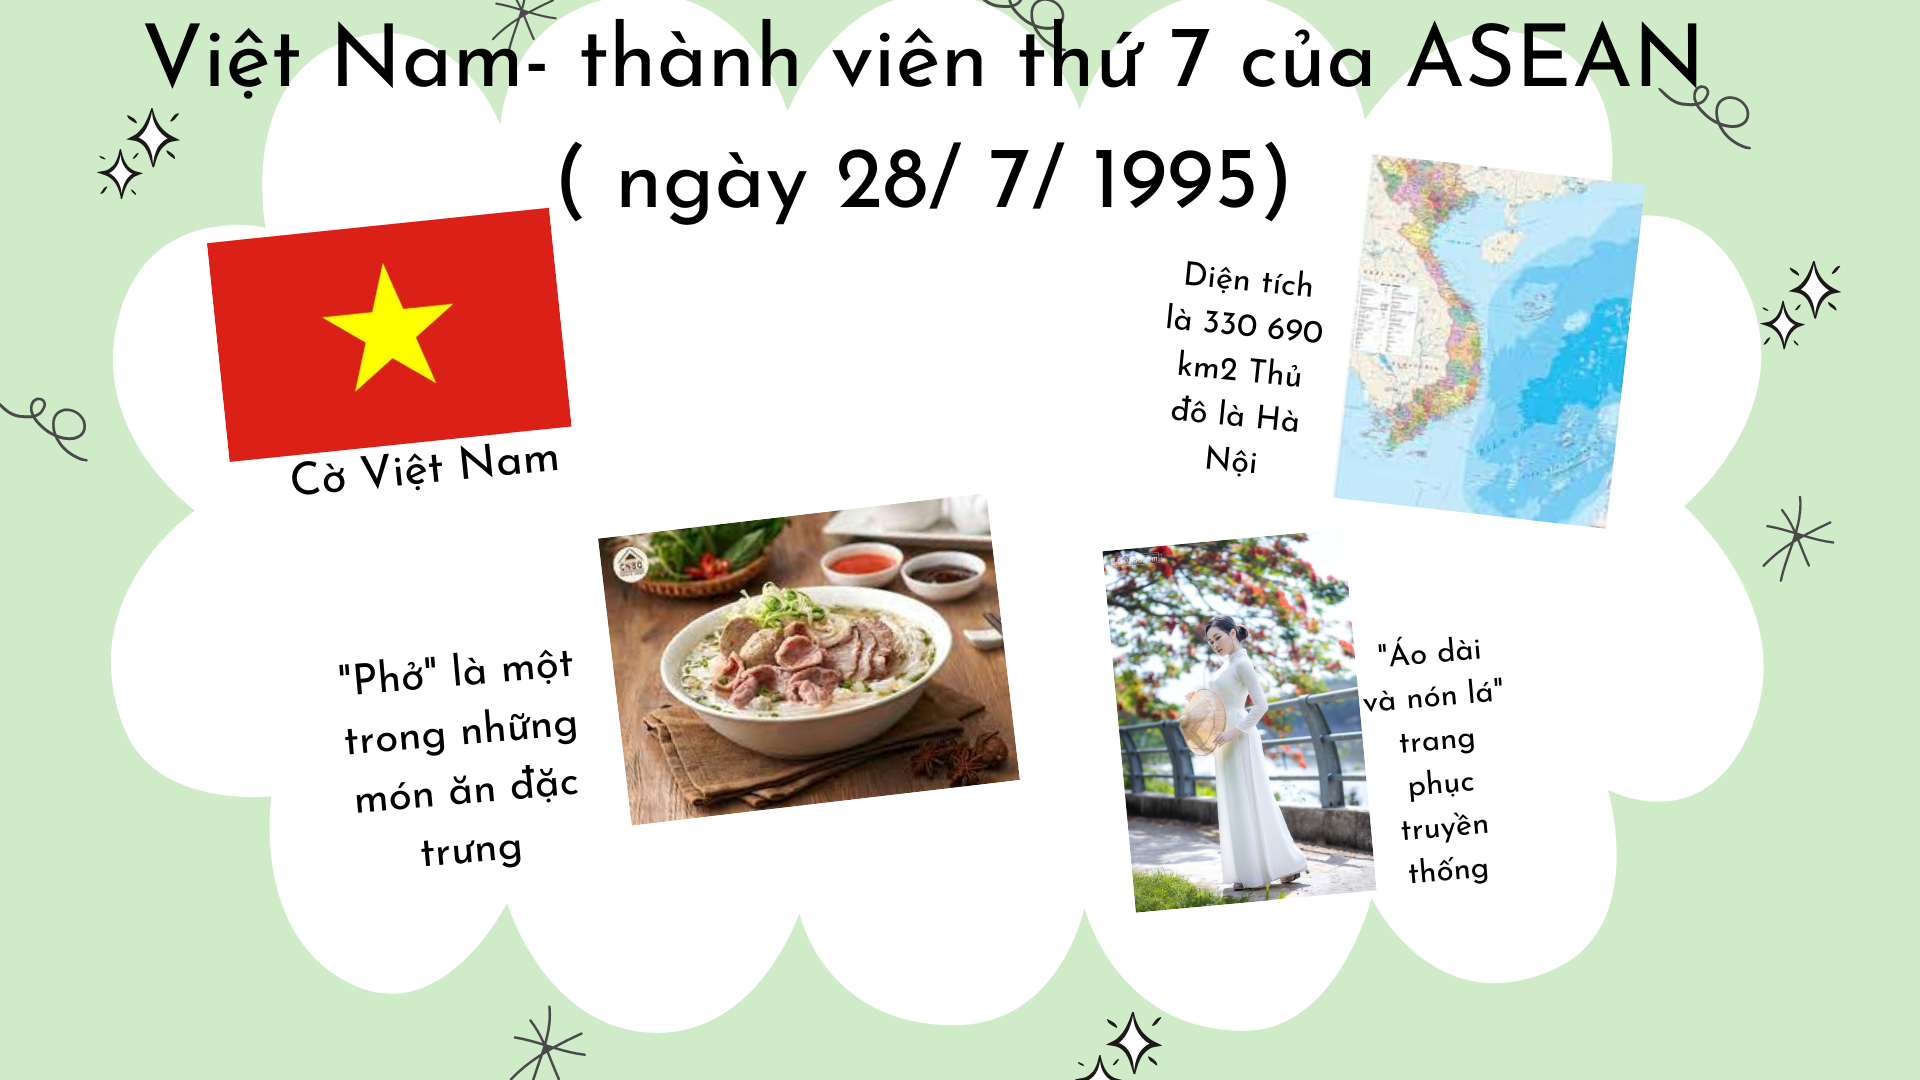 Việt Nam- thành viên thứ 7 của ASEAN
( ngày 28/ 7/ 1995)
Cờ Việt Nam
Diện tích
là 330 690
km2 Thủ
đô là Hà
Nội
"Phở" là một
trong những
món ăn đặc
trưng
"Áo dài
và nón lá"
trang
phục
truyền
thống